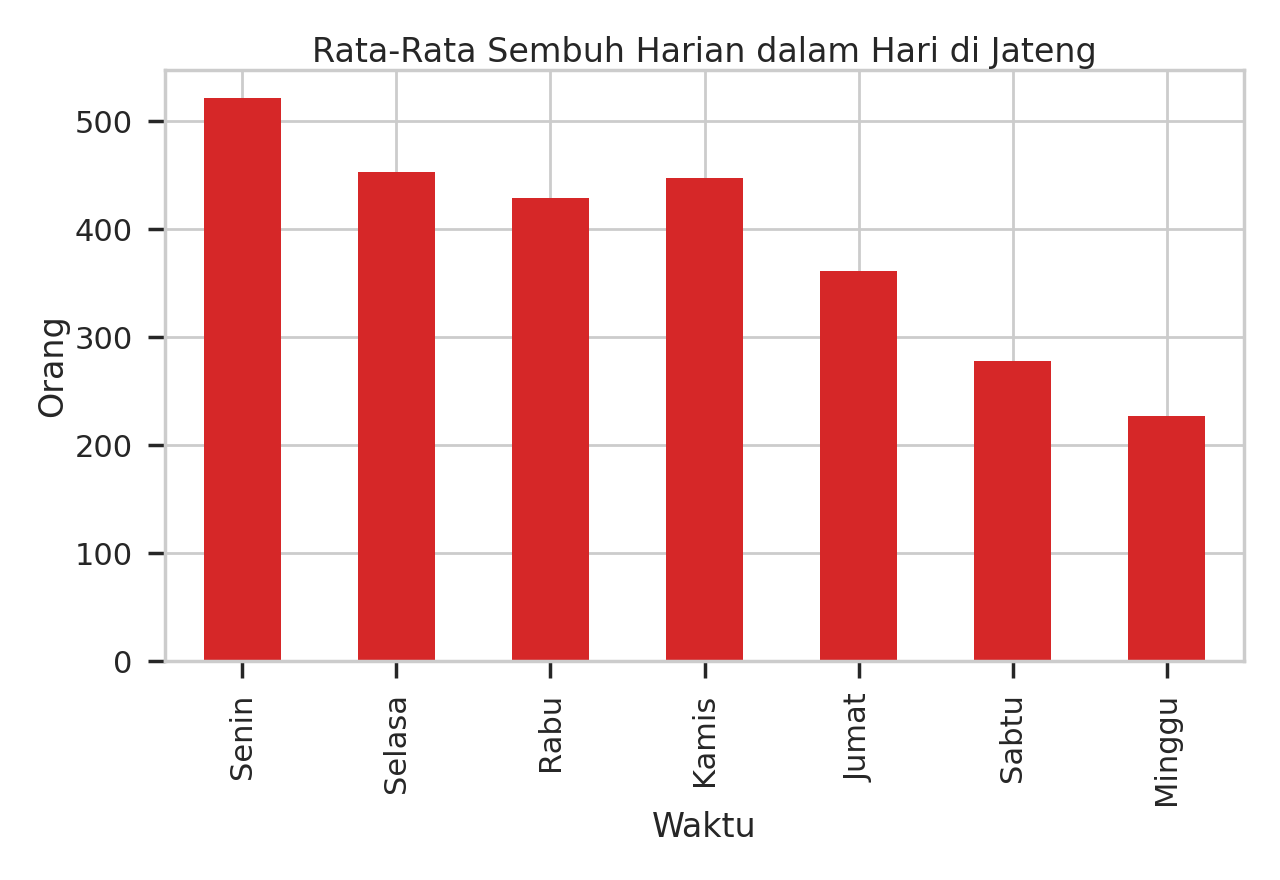 Rata-Rata Sembuh Harian dalam Hari di Jateng
Orang
500
400
300
200
100
0
Senin
Selasa
Rabu
Kamis
Jumat
Sabtu
Minggu
Waktu